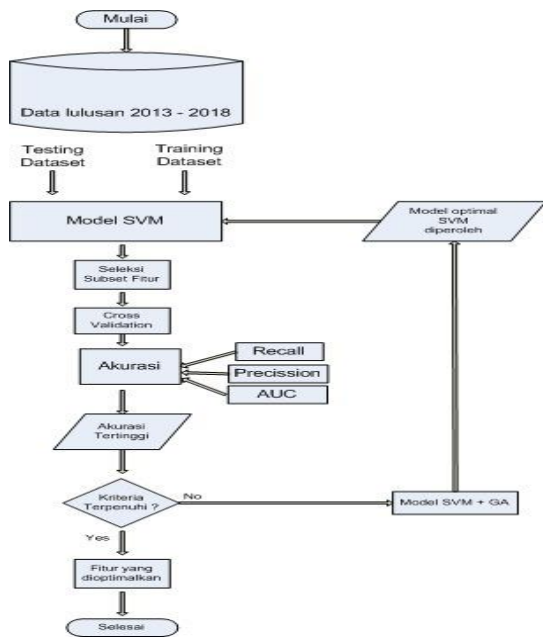 Mulai
Data lulusan 2013 - 2018
Testing
Dataset
Training
Dataset
Model SVM
Model optimal
SVM
diperoleh
Seleksi
Subset Fitur
Cross
Validation
Akurasi
Recall
Precission
AUC
Akurasi
Tertinggi
Kriteria
Terpenuhi ?
No
Model SVM + GA
Yes
Fitur yang
dioptimalkan
Selesai